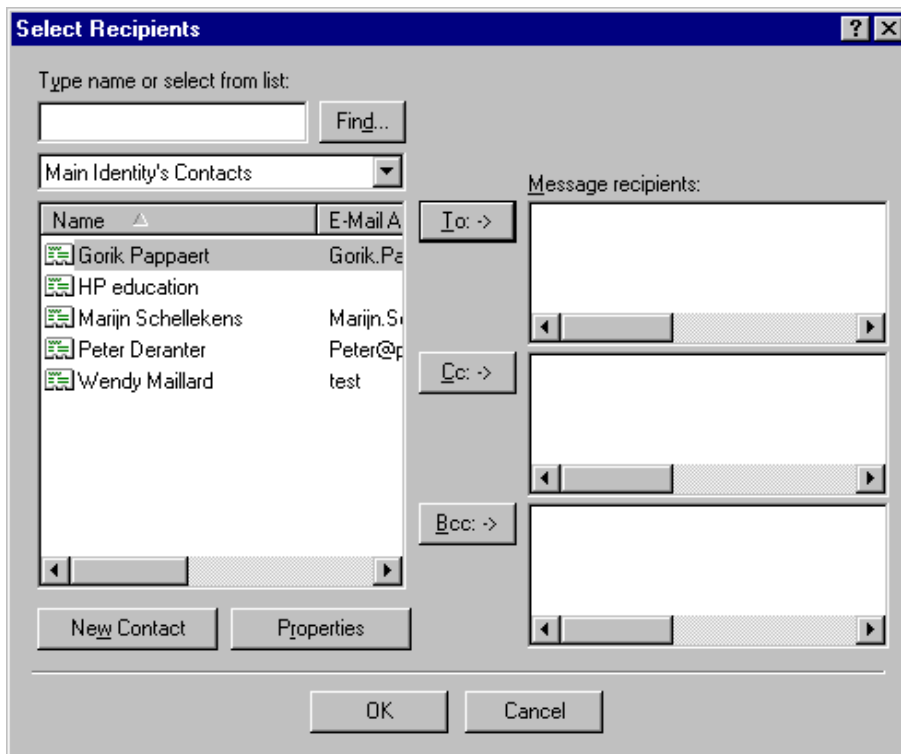 Select Recipients
Type name or select from list:
Find...
Main Identity's Contacts
Message recipients:
Name E-Mail A
To: ->
Gorik Pappaert Gorik.Pa
HP education
Marijn Schellekens Marijn.S
Peter Deranter Peter@p
Wendy Maillard test
Cc: ->
Bcc: ->
New Contact Properties
OK Cancel